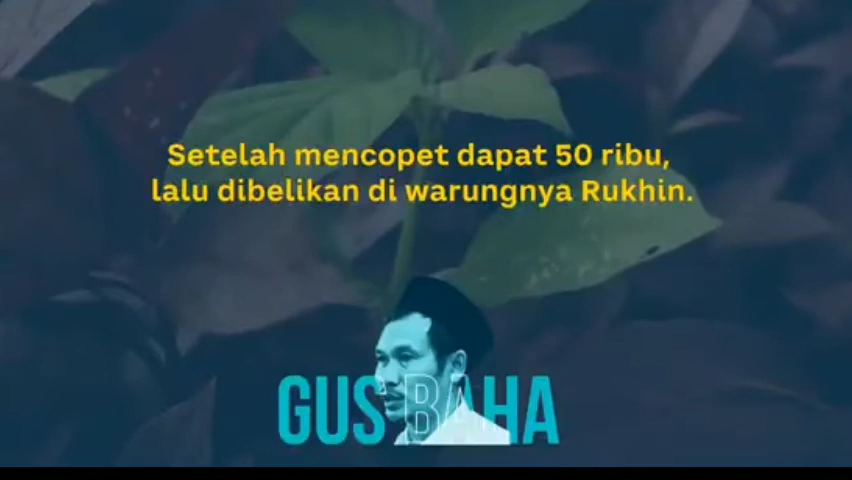 Setelah mencopet dapat 50 ribu,
lalu dibelikan di warungnya Rukhin.
GUS BAHA